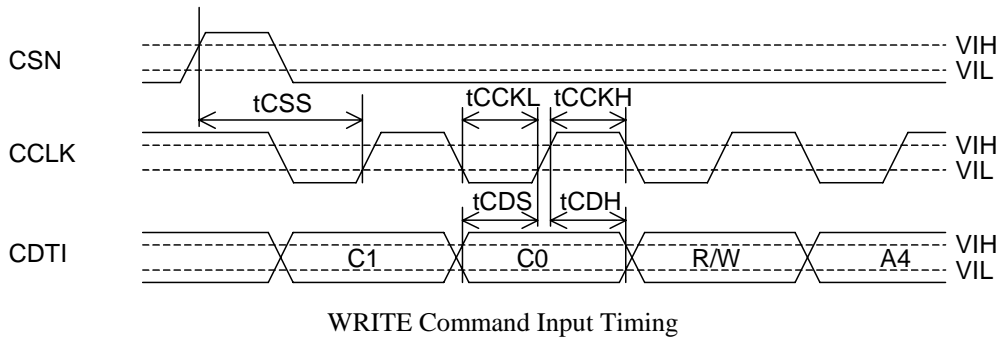 CSN
VIH
VIL
tCSS
tCCKL
tCCKH
CCLK
VIH
VIL
tCDS
tCDH
CDTI
C1
C0
R/W
A4
VIH
VIL
WRITE Command Input Timing